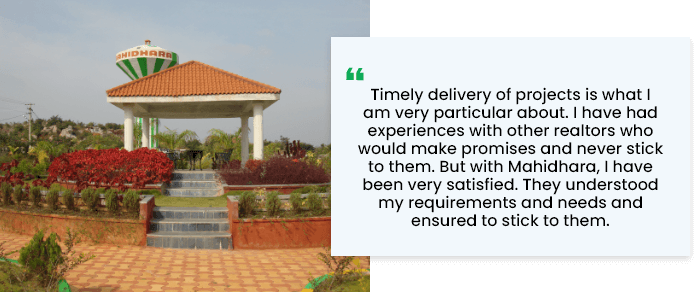 MAHIDHARA
Timely delivery of projects is what I
am very particular about. I have had
experiences with other realtors who
would make promises and never stick
to them. But with Mahidhara, I have
been very satisfied. They understood
my requirements and needs and
ensured to stick to them.